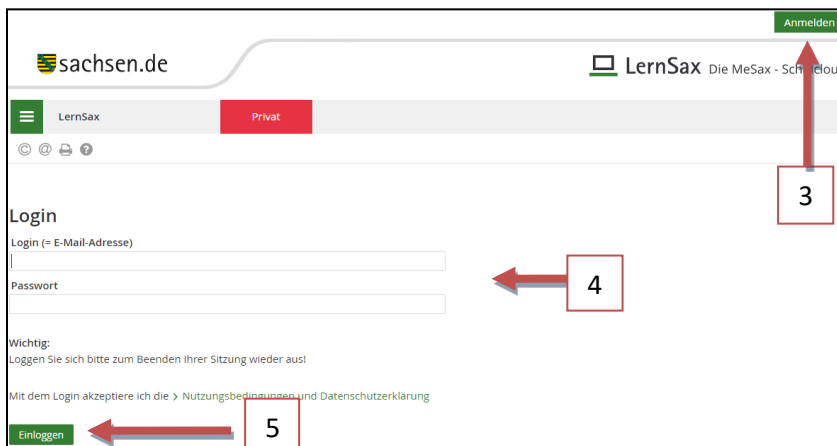 Anmelden
sachsen.de
LernSax Die MeSax - Schulclou
LernSax Privat
© @ ?
3
Login
Login (= E-Mail-Adresse)
4
Passwort
Wichtig:
Loggen Sie sich bitte zum Beenden Ihrer Sitzung wieder aus!
Mit dem Login akzeptiere ich die > Nutzungsbedingungen und Datenschutzerklärung
Einloggen
5